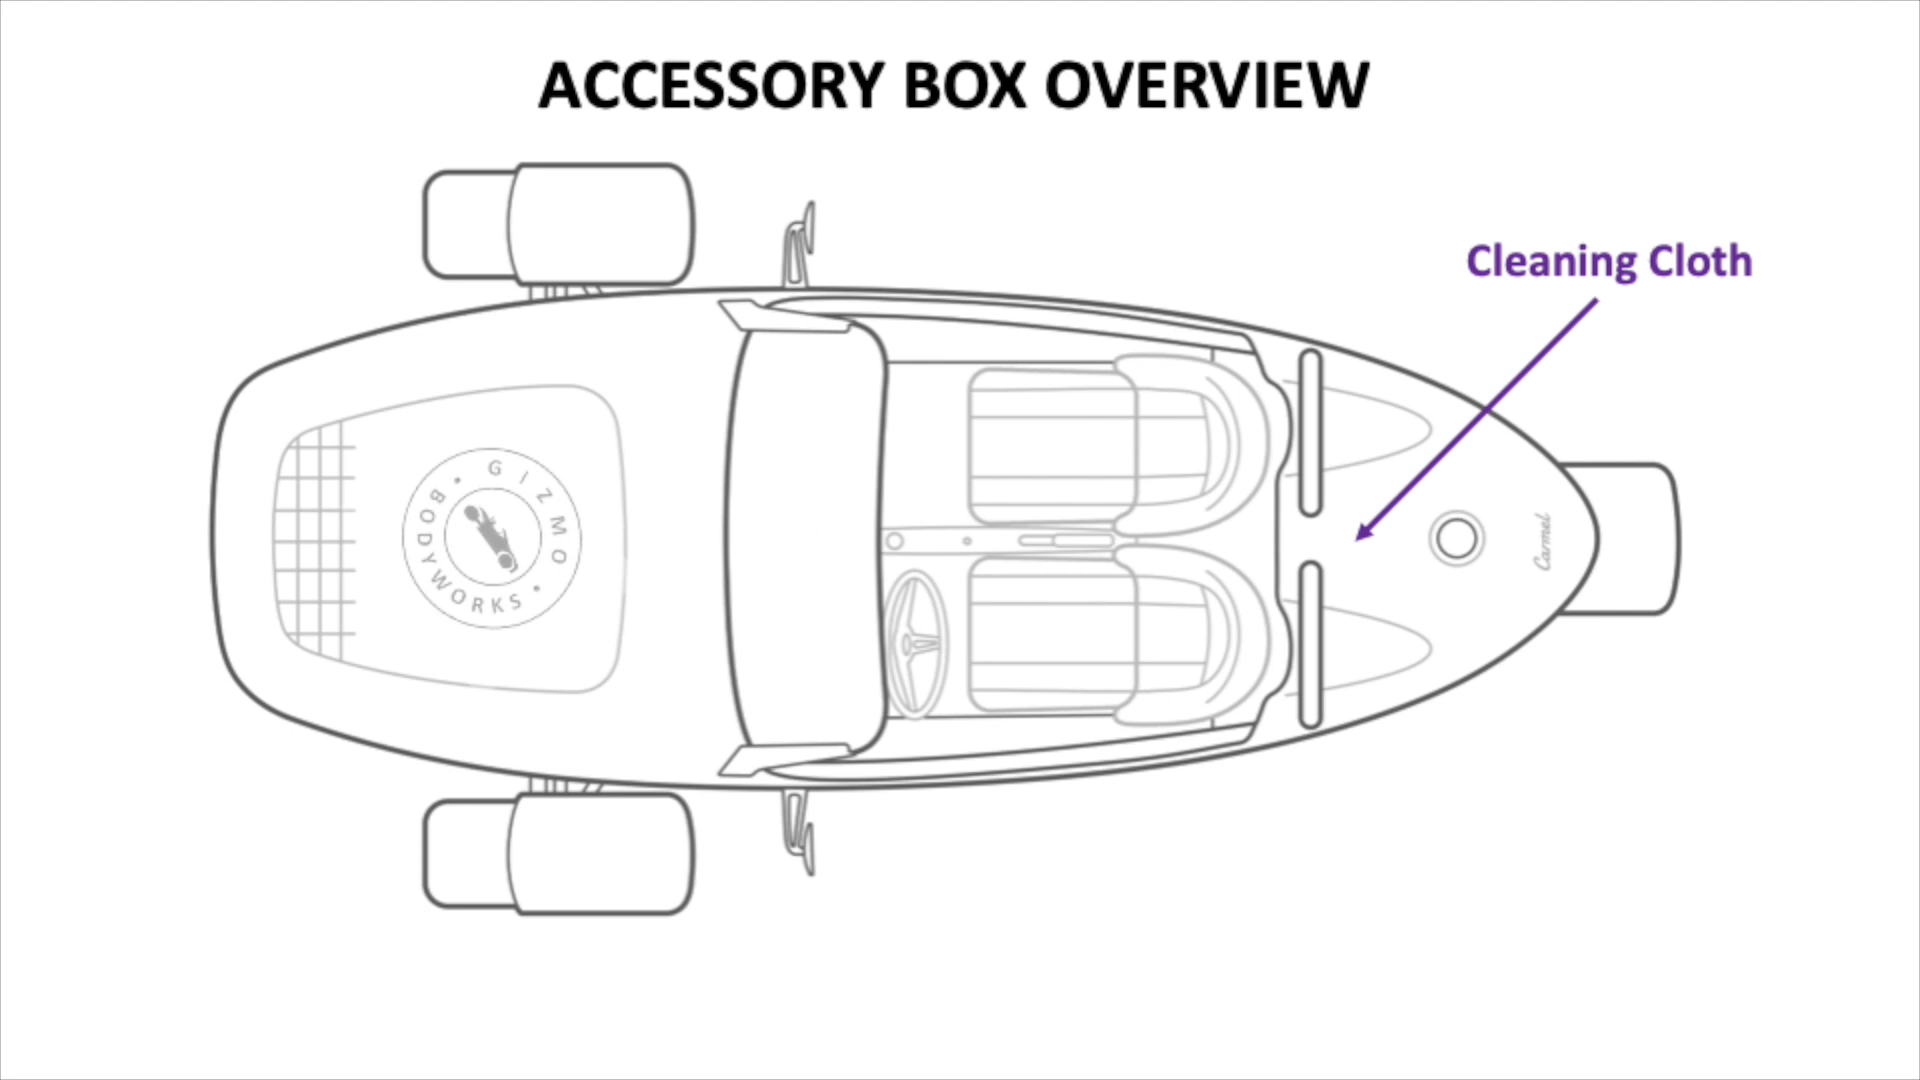 ACCESSORY BOX OVERVIEW
Cleaning Cloth
GIZMO
• BODYWORKS •
Carmel